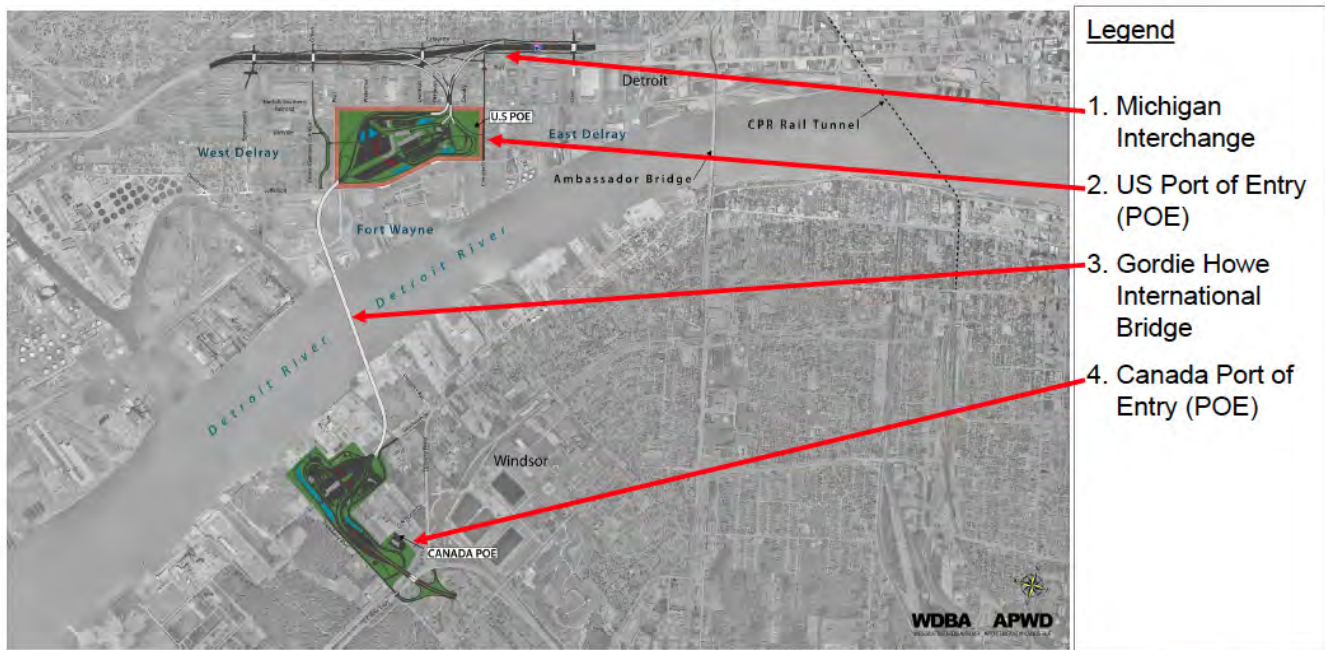 Detroit
CPR Rail Tunnel
U.S POE
East Delray
West Delray
Ambassador Bridge
Fort Wayne
Detroit River
Detroit River
Windsor
CANADA POE
WDBA APWD
Legend
1. Michigan
Interchange
2. US Port of Entry
(POE)
3. Gordie Howe
International
Bridge
4. Canada Port of
Entry (POE)